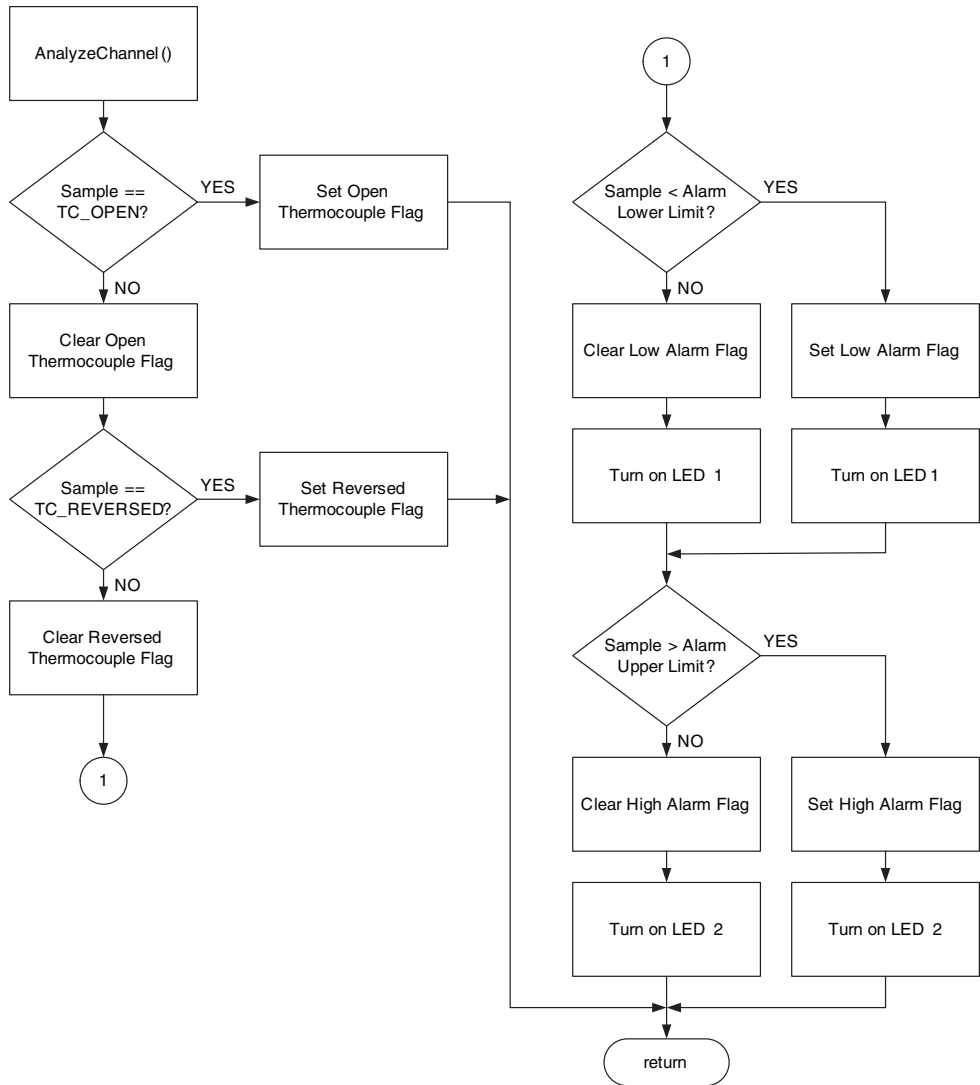 AnalyzeChannel()
Sample ==
TC_OPEN?
YES
Set Open
Thermocouple Flag
NO
Clear Open
Thermocouple Flag
Sample ==
TC_REVERSED?
YES
Set Reversed
Thermocouple Flag
NO
Clear Reversed
Thermocouple Flag
1
1
Sample < Alarm
Lower Limit?
YES
NO
Clear Low Alarm Flag
Set Low Alarm Flag
Turn on LED 1
Turn on LED 1
Sample > Alarm
Upper Limit?
YES
NO
Clear High Alarm Flag
Set High Alarm Flag
Turn on LED 2
Turn on LED 2
return